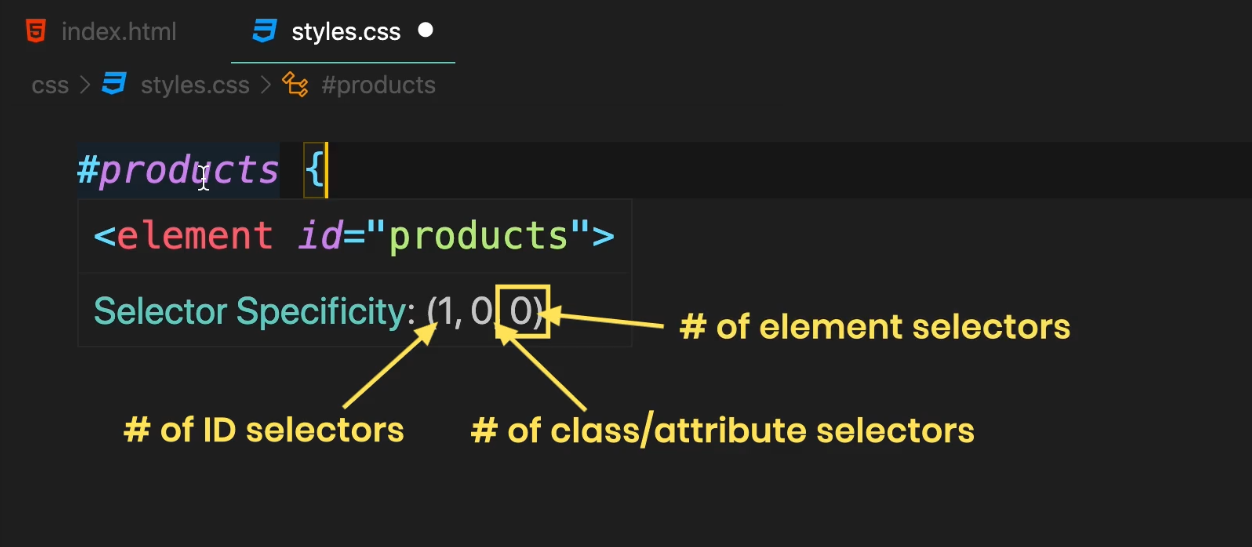 index.html styles.css
css > styles.css > #products
#products {
<element id="products">
Selector Specificity: (1, 0, 0)
# of element selectors
# of ID selectors # of class/attribute selectors